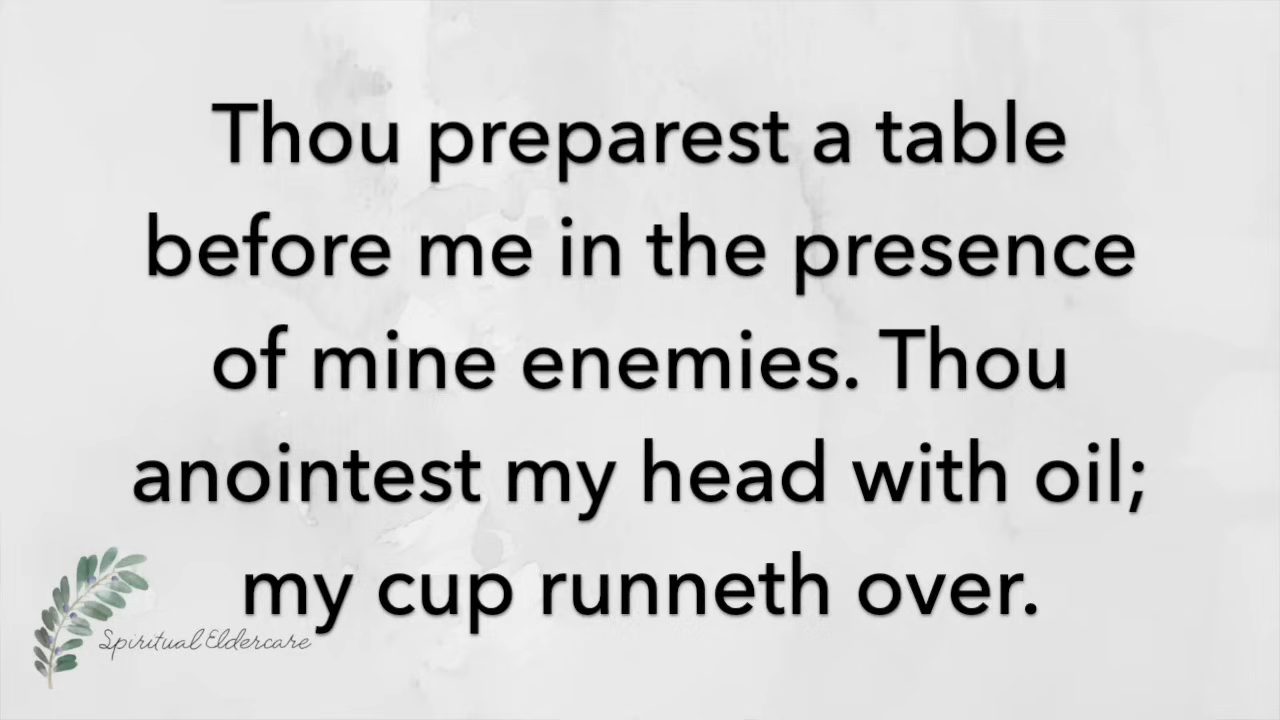 Thou preparest a table
before me in the presence
of mine enemies. Thou
anointest my head with oil;
my cup runneth over.
Spiritual Eldercare